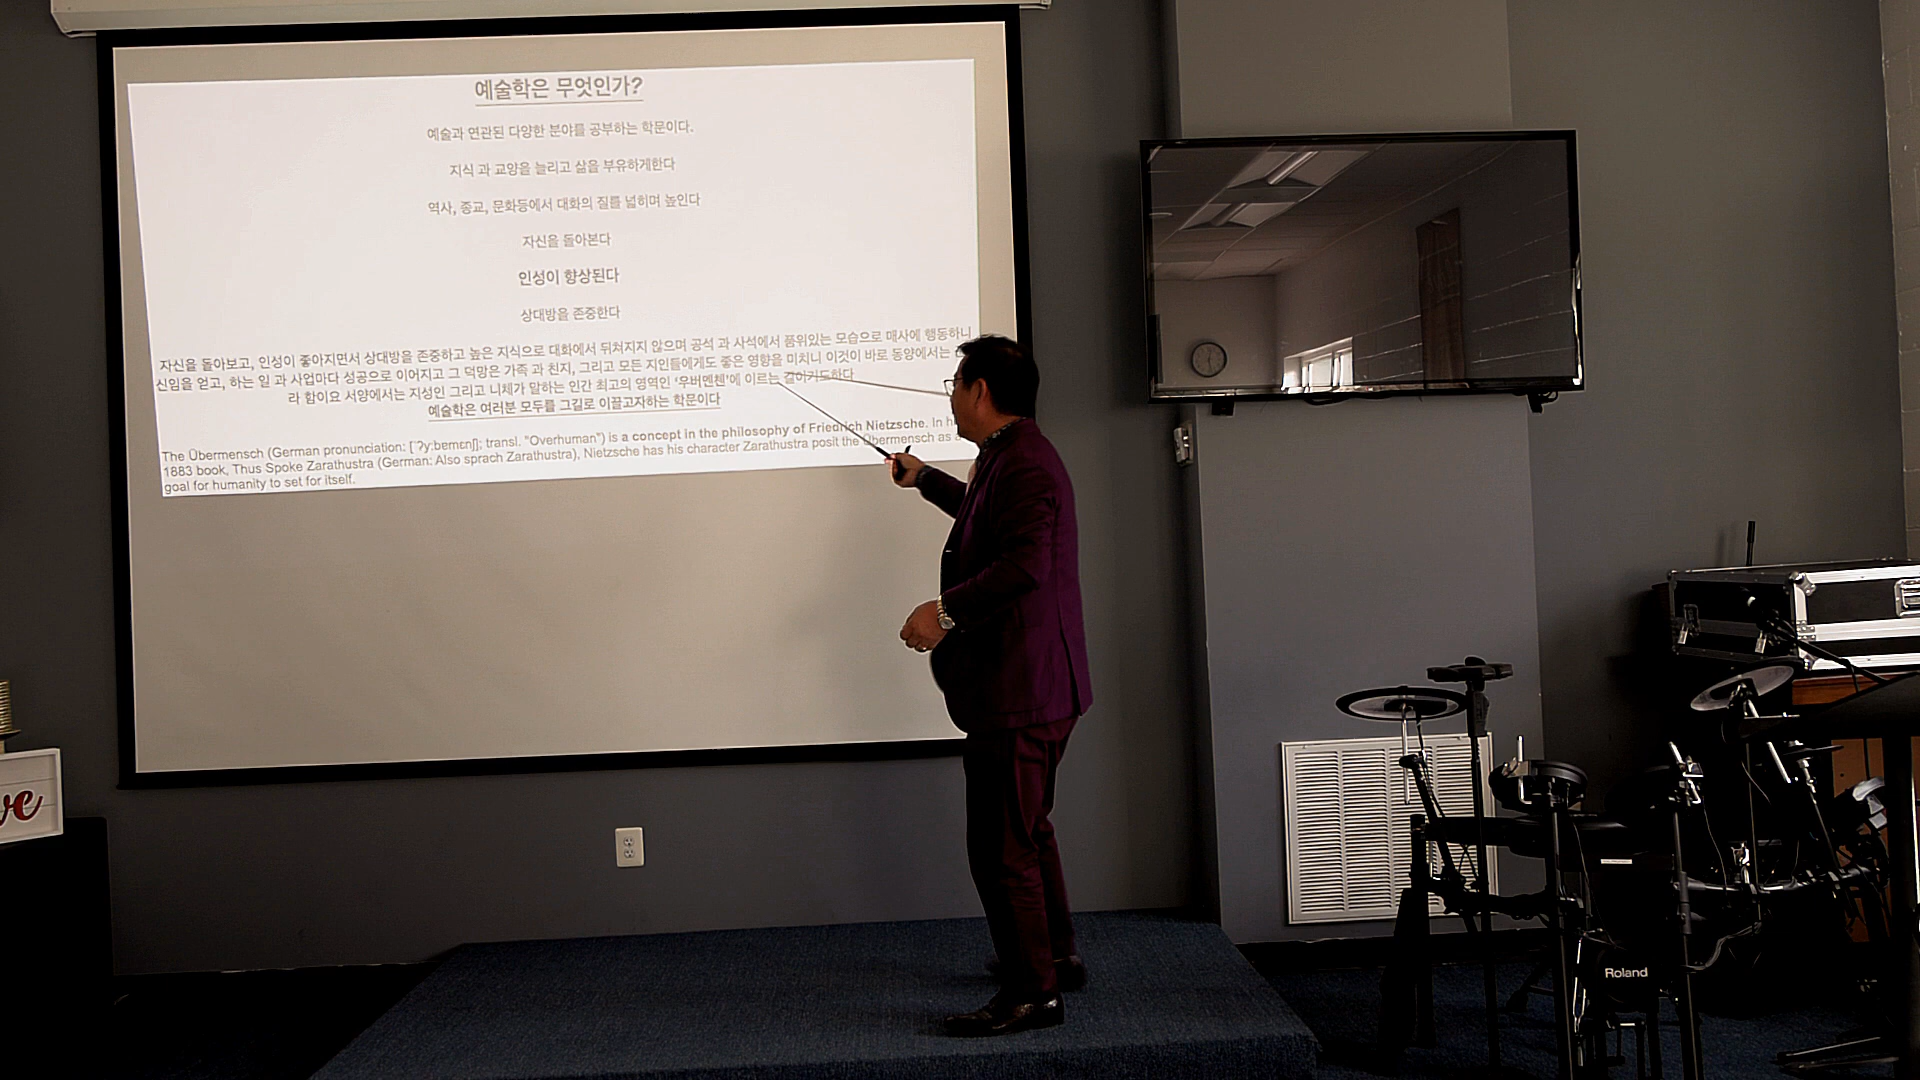 예술학은 무엇인가?
예술과 연관된 다양한 분야를 공부하는 학문이다.
지식 과 교양을 늘리고 삶을 부유하게한다
역사, 종교, 문화등에서 대화의 질를 넓히며 높인다
자신을 돌아본다
인성이 향상된다
상대방을 존중한다
자신을 돌아보고, 인성이 좋아지면서 상대방을 존중하고 높은 지식으로 대화에서 뒤쳐지지 않으며 공석 과 사석에서 품위있는 모습으로 매사에 행동하니
신임을 얻고, 하는 일 과 사업마다 성공으로 이어지고 그 덕망은 가족 과 친지, 그리고 모든 지인들에게도 좋은 영향을 미치니 이것이 바로 동양에서는
라 함이요 서양에서는 지성인 그리고 니체가 말하는 인간 최고의 영역인 '우버멘첸'에 이르는 길이기도한다
예술학은 여러분 모두를 그길로 이끌고자하는 학문이다
The Übermensch (German pronunciation: [ˈʔyːbɐmɛnʃ]; transl. "Overhuman") is a concept in the philosophy of Friedrich Nietzsche. In
1883 book, Thus Spoke Zarathustra (German: Also sprach Zarathustra), Nietzsche has his character Zarathustra posit the Übermensch as a
goal for humanity to set for itself.
Roland